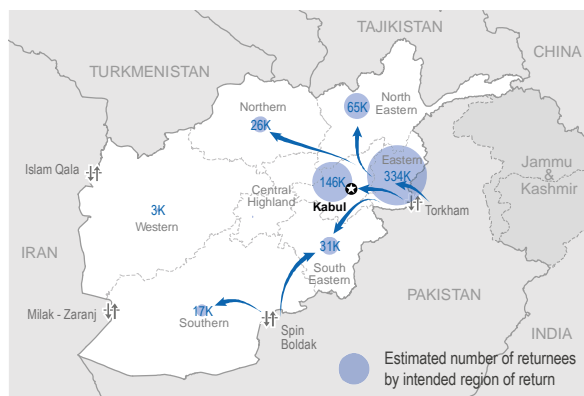 TAJIKISTAN
CHINA
TURKMENISTAN
Northern
26K
65K
North
Eastern
Islam Qala
Eastern
334K
146K
Central
Highland
Kabul
Jammu
&
Kashmir
Torkham
3K
Western
31K
South
Eastern
IRAN
PAKISTAN
Milak - Zaranj
17K
Southern
Spin
Boldak
INDIA
Estimated number of returnees
by intended region of return